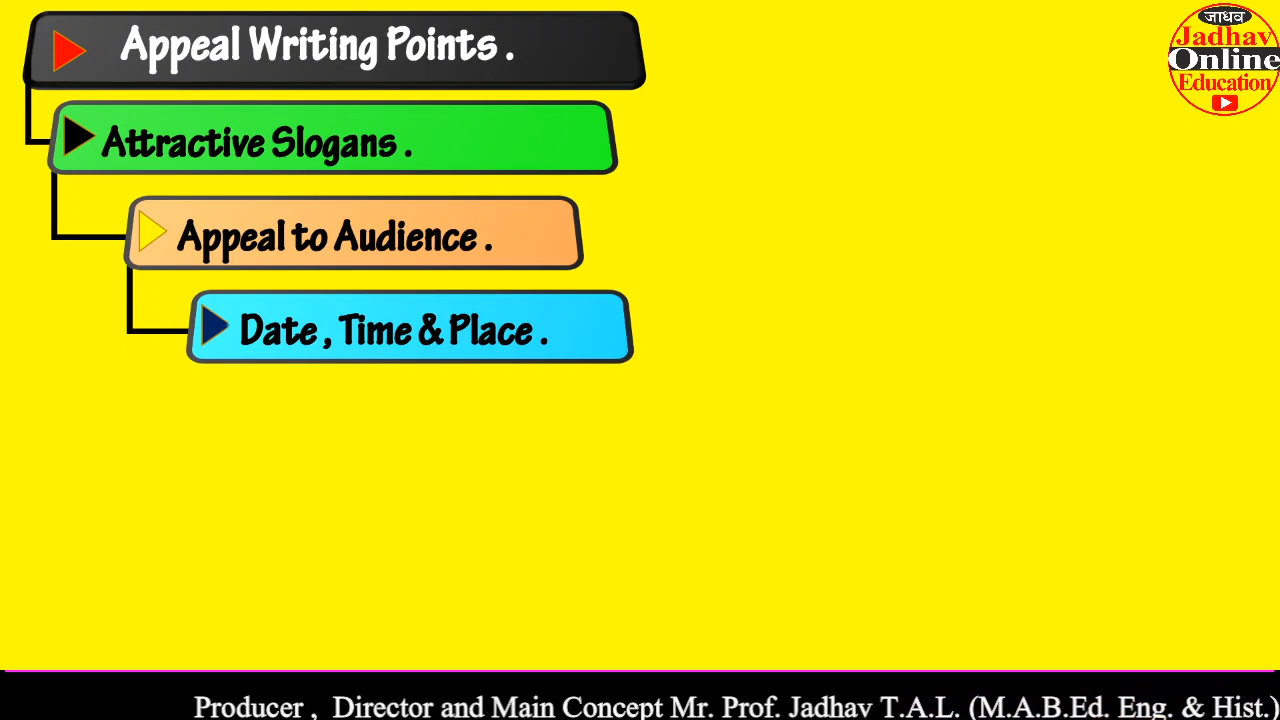 Appeal Writing Points .
Attractive Slogans .
Appeal to Audience .
Date , Time & Place .
जाधव
Jadhav
Online
Education
Producer ,  Director and Main Concept Mr. Prof. Jadhav T.A.L. (M.A.B.Ed. Eng. & Hist.)